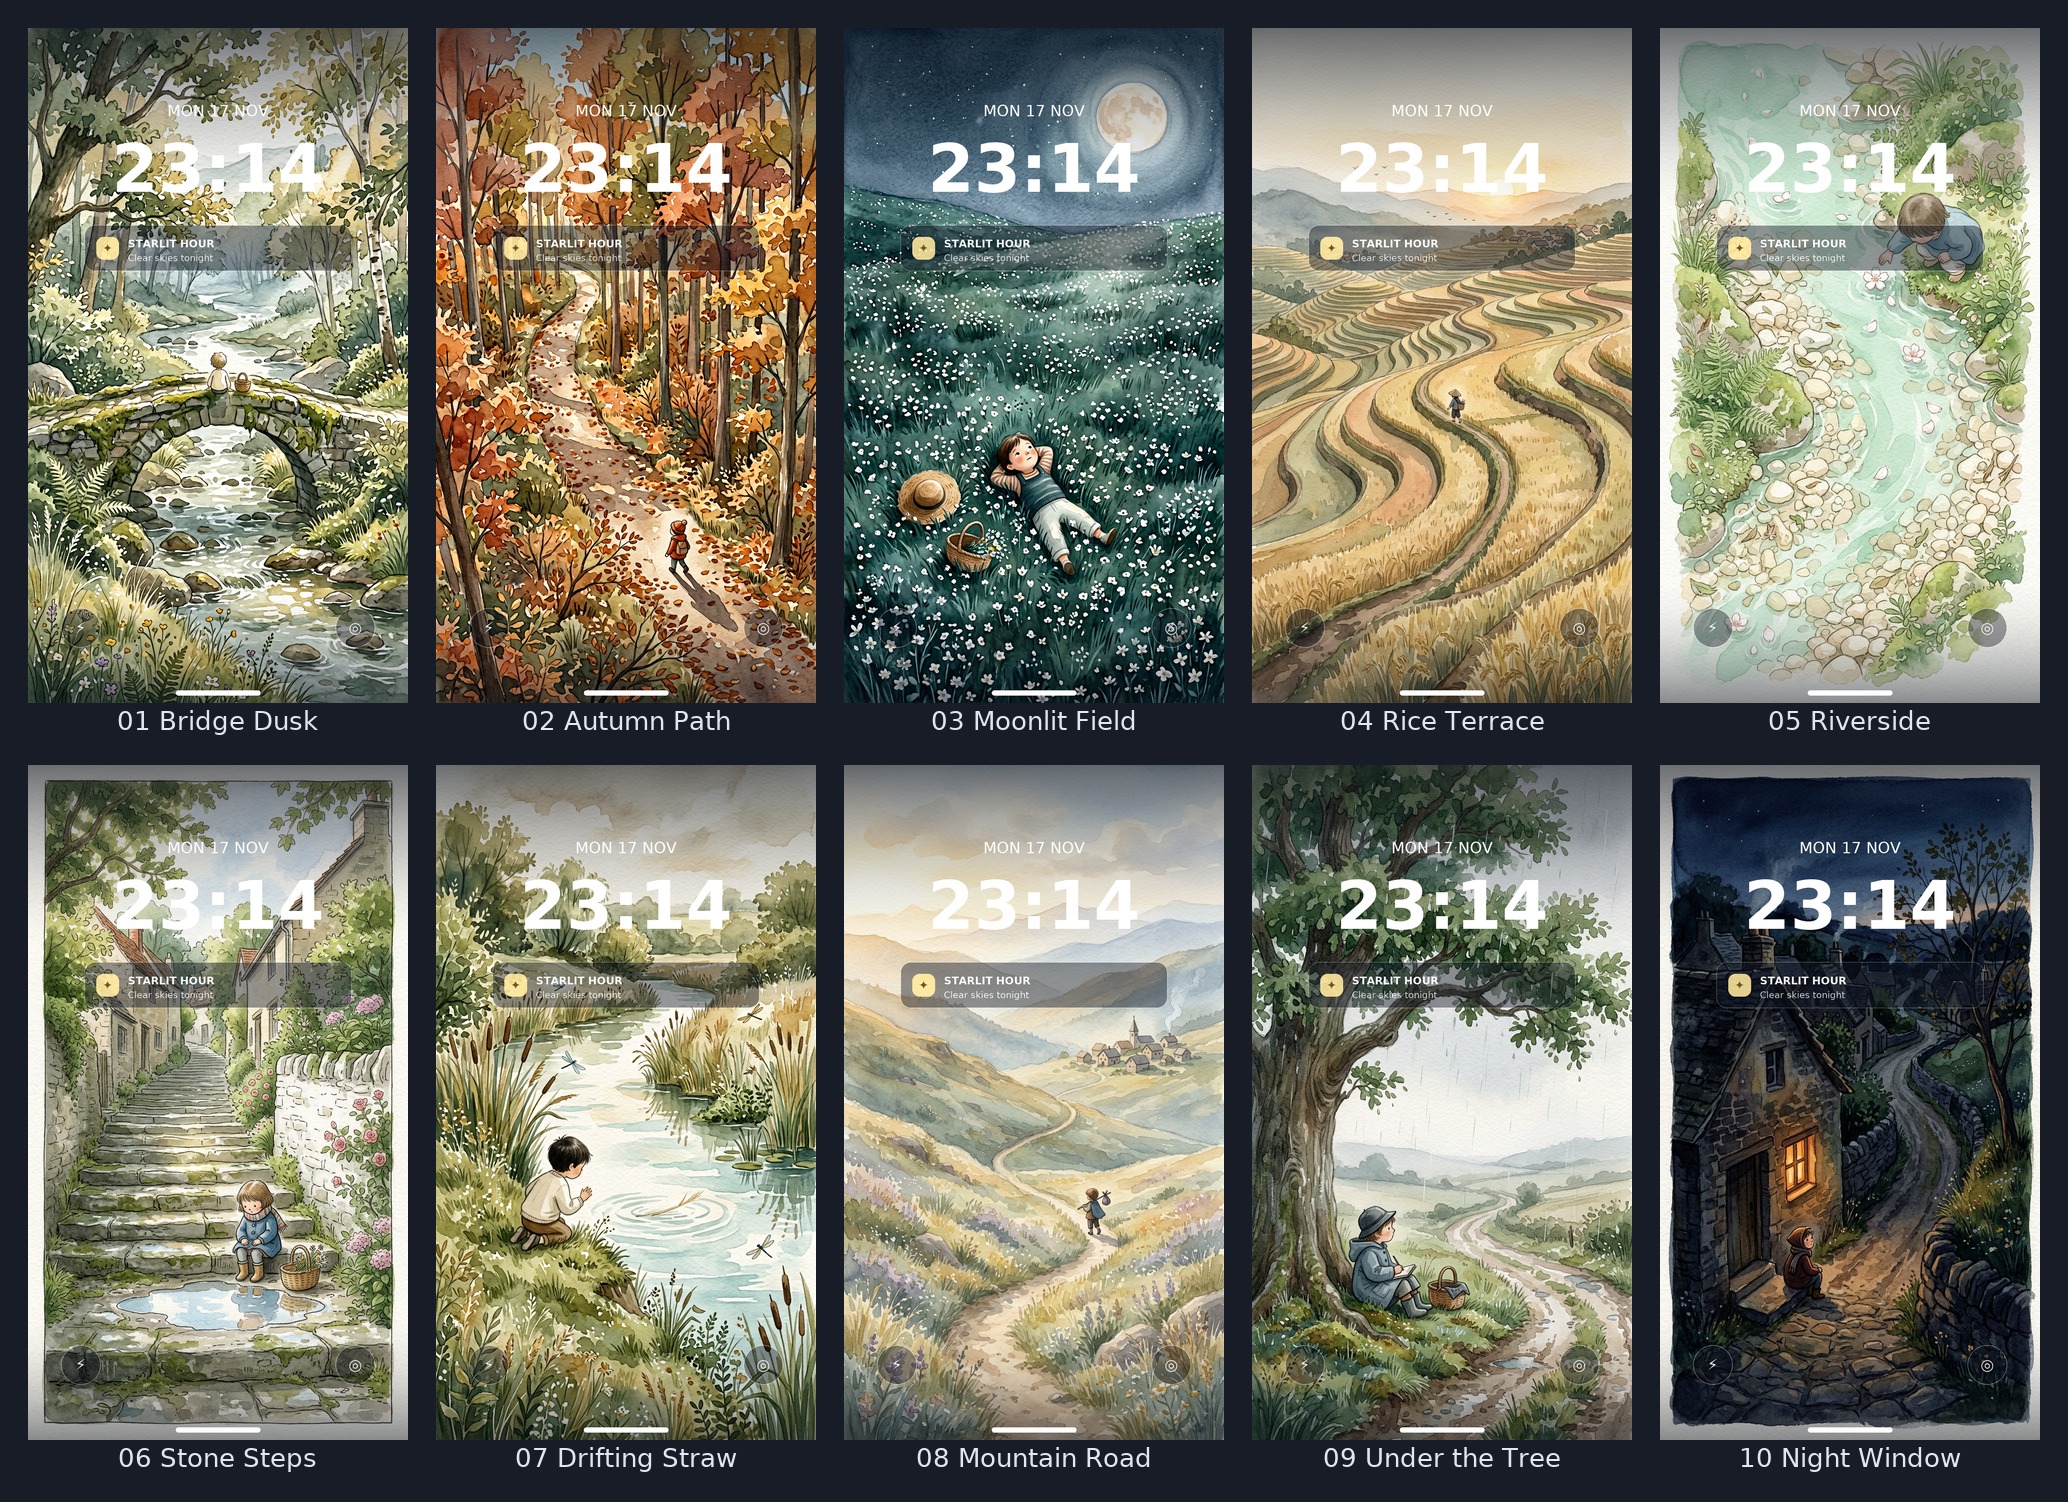 MON 17 NOV
23:14
STARLIT HOUR
Clear skies tonight
01 Bridge Dusk
MON 17 NOV
23:14
STARLIT HOUR
Clear skies tonight
02 Autumn Path
MON 17 NOV
23:14
STARLIT HOUR
Clear skies tonight
03 Moonlit Field
MON 17 NOV
23:14
STARLIT HOUR
Clear skies tonight
04 Rice Terrace
MON 17 NOV
23:14
STARLIT HOUR
Clear skies tonight
05 Riverside
MON 17 NOV
23:14
STARLIT HOUR
Clear skies tonight
06 Stone Steps
MON 17 NOV
23:14
STARLIT HOUR
Clear skies tonight
07 Drifting Straw
MON 17 NOV
23:14
STARLIT HOUR
Clear skies tonight
08 Mountain Road
MON 17 NOV
23:14
STARLIT HOUR
Clear skies tonight
09 Under the Tree
MON 17 NOV
23:14
STARLIT HOUR
Clear skies tonight
10 Night Window